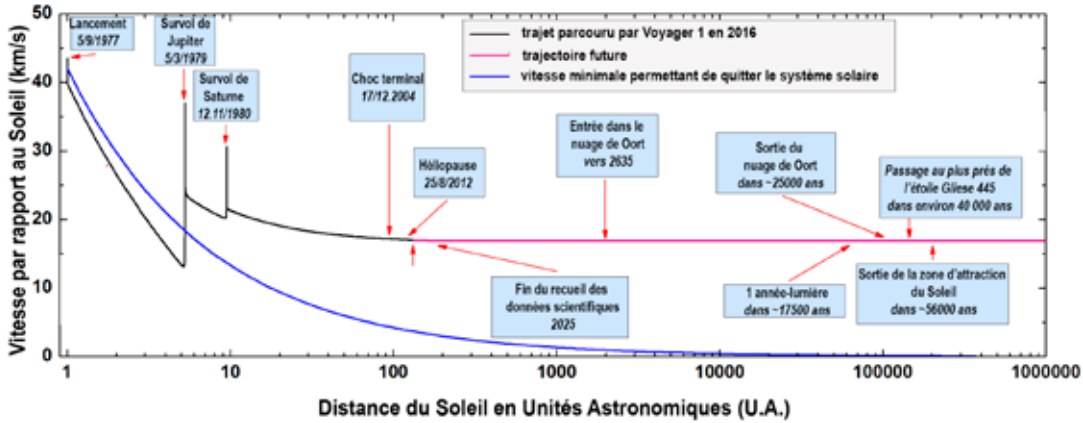 Lancement
5/9/1977
Survol de
Jupiter
5/3/1979
Survol de
Saturne
12.11/1980
Choc terminal
17/12.2004
Héliopause
25/8/2012
trajet parcouru par Voyager 1 en 2016
trajectoire future
vitesse minimale permettant de quitter le système solaire
Entrée dans le
nuage de Oort
vers 2635
Sortie du
nuage de Oort
dans ~25000 ans
Passage au plus près de
l'étoile Gliese 445
dans environ 40 000 ans
Fin du recueil des
données scientifiques
2025
1 année-lumière
dans ~17500 ans
Sortie de la zone d'attraction
du Soleil
dans ~56000 ans
Vitesse par rapport au Soleil (km/s)
50
40
30
20
10
0
1
10
100
1000
10000
100000
1000000
Distance du Soleil en Unités Astronomiques (U.A.)